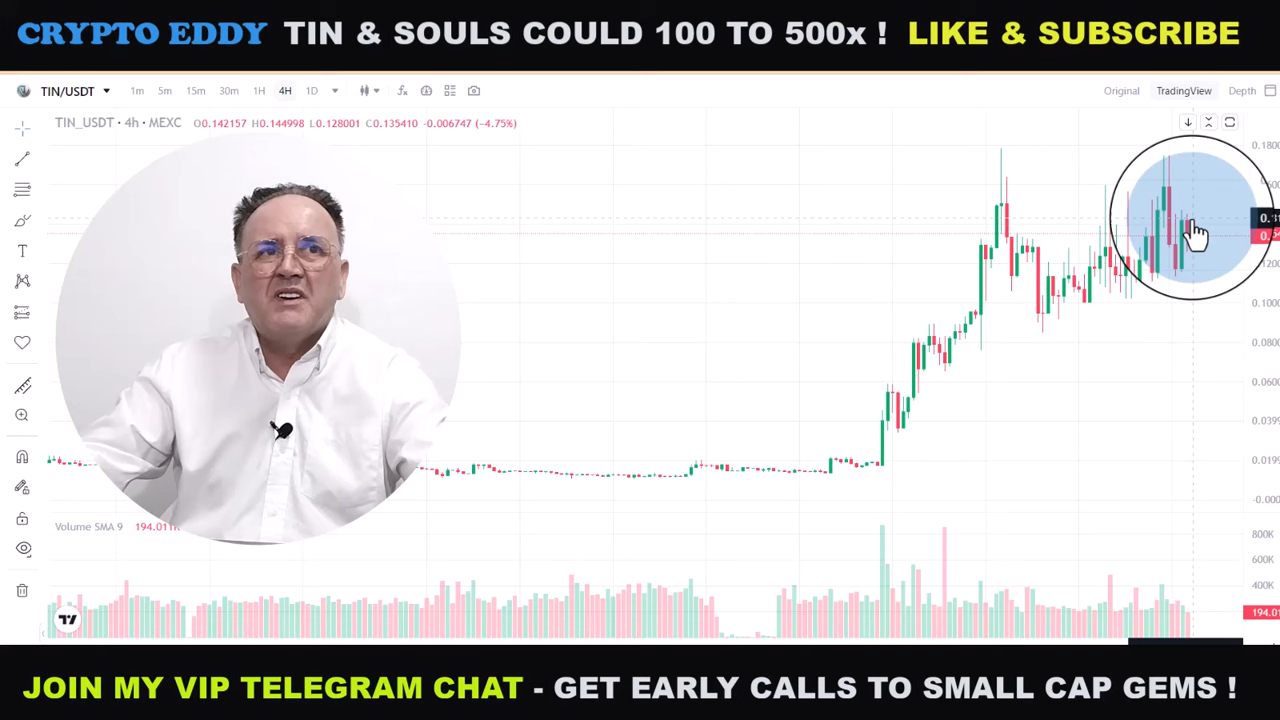 CRYPTO EDDY TIN & SOULS COULD 100 TO 500x ! LIKE & SUBSCRIBE
TIN/USDT 1m 5m 15m 30m 1H 4H 1D Original TradingView Depth
TIN_USDT · 4h · MEXC O0.142157 H0.144998 L0.128001 C0.135410 -0.006747 (-4.75%)
0.1800
0.1000
0.0800
0.0600
0.0399
0.0199
-0.000
Volume SMA 9 194.011K
800K
600K
400K
194.01
JOIN MY VIP TELEGRAM CHAT - GET EARLY CALLS TO SMALL CAP GEMS !